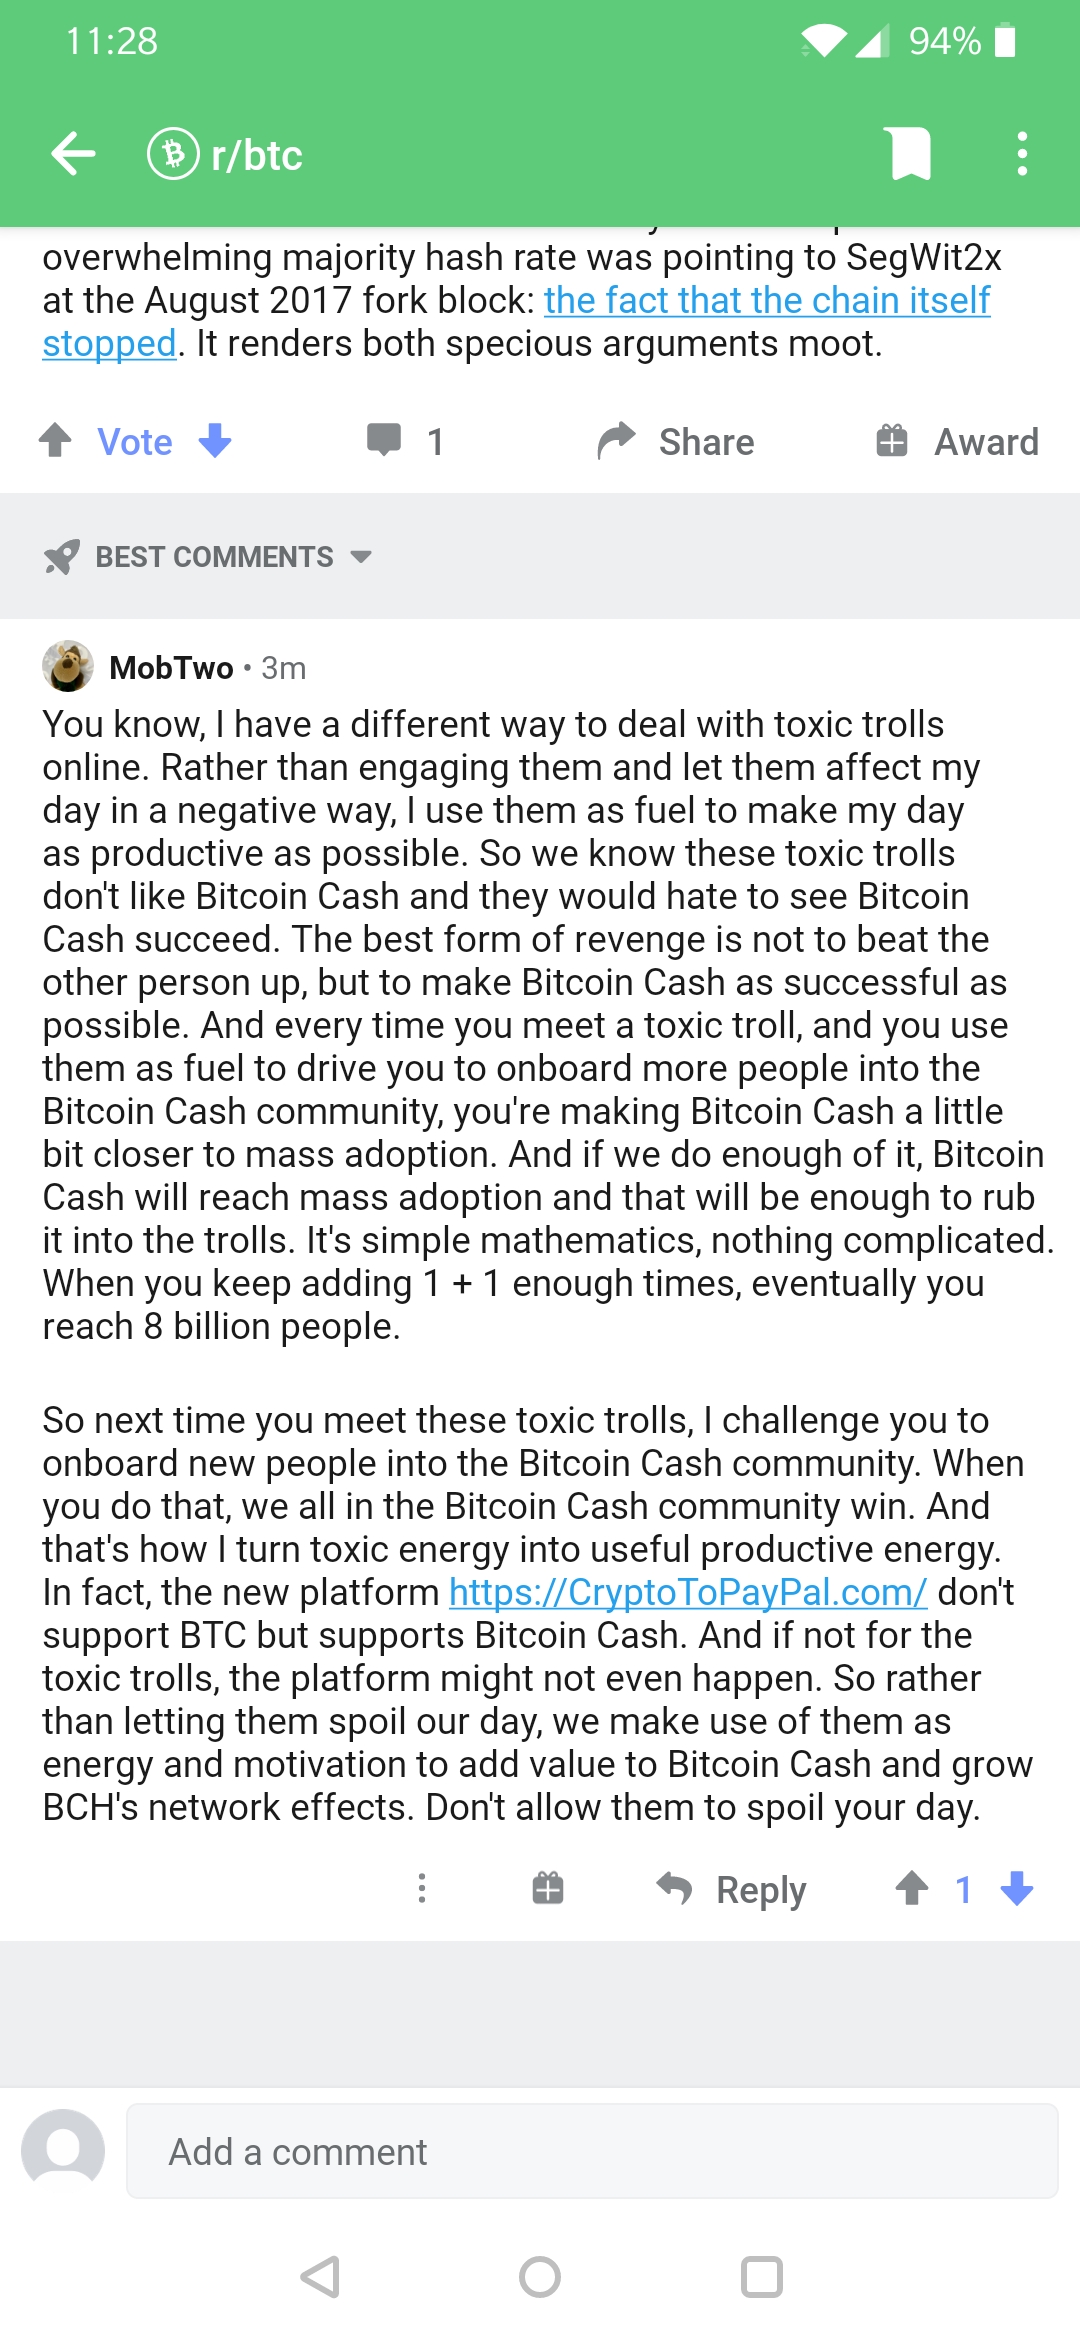 11:28
94%
r/btc
overwhelming majority hash rate was pointing to SegWit2x
at the August 2017 fork block: the fact that the chain itself
stopped. It renders both specious arguments moot.
Vote
1
Share
Award
BEST COMMENTS
MobTwo • 3m
You know, I have a different way to deal with toxic trolls
online. Rather than engaging them and let them affect my
day in a negative way, I use them as fuel to make my day
as productive as possible. So we know these toxic trolls
don't like Bitcoin Cash and they would hate to see Bitcoin
Cash succeed. The best form of revenge is not to beat the
other person up, but to make Bitcoin Cash as successful as
possible. And every time you meet a toxic troll, and you use
them as fuel to drive you to onboard more people into the
Bitcoin Cash community, you're making Bitcoin Cash a little
bit closer to mass adoption. And if we do enough of it, Bitcoin
Cash will reach mass adoption and that will be enough to rub
it into the trolls. It's simple mathematics, nothing complicated.
When you keep adding 1 + 1 enough times, eventually you
reach 8 billion people.
So next time you meet these toxic trolls, I challenge you to
onboard new people into the Bitcoin Cash community. When
you do that, we all in the Bitcoin Cash community win. And
that's how I turn toxic energy into useful productive energy.
In fact, the new platform https://CryptoToPayPal.com/ don't
support BTC but supports Bitcoin Cash. And if not for the
toxic trolls, the platform might not even happen. So rather
than letting them spoil our day, we make use of them as
energy and motivation to add value to Bitcoin Cash and grow
BCH's network effects. Don't allow them to spoil your day.
Reply
1
Add a comment